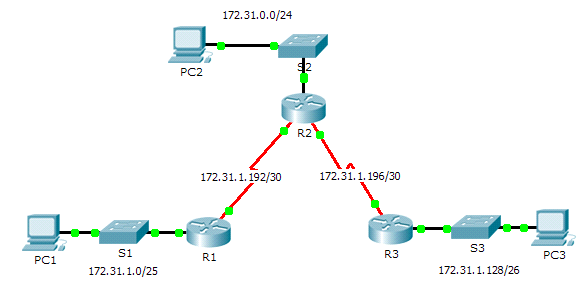 172.31.0.0/24
PC2
S2
R2
172.31.1.192/30
172.31.1.196/30
PC1
S1
R1
R3
S3
PC3
172.31.1.0/25
172.31.1.128/26